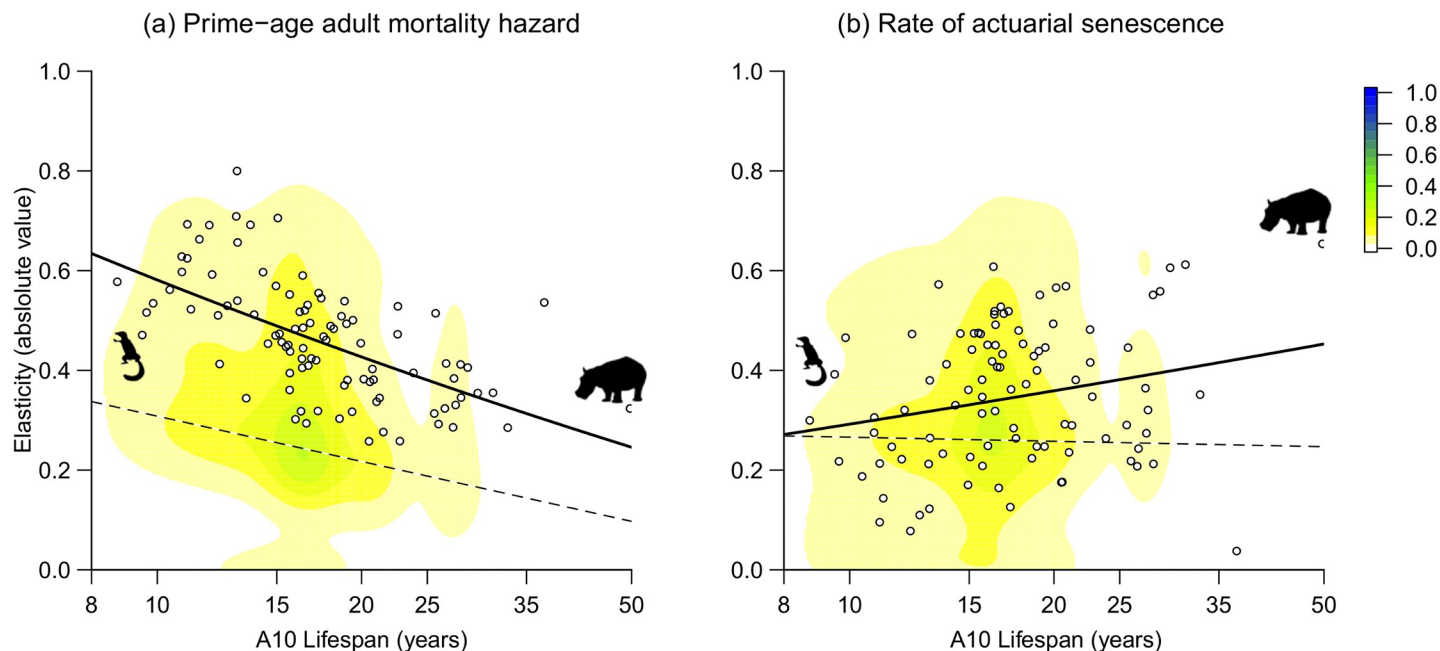 (a) Prime−age adult mortality hazard
(b) Rate of actuarial senescence
Elasticity (abslolute value)
1.0
0.8
0.6
0.4
0.2
0.0
8 10 15 20 25 35 50
A10 Lifespan (years)
1.0
0.8
0.6
0.4
0.2
0.0
8 10 15 20 25 35 50
A10 Lifespan (years)
1.0
0.8
0.6
0.4
0.2
0.0